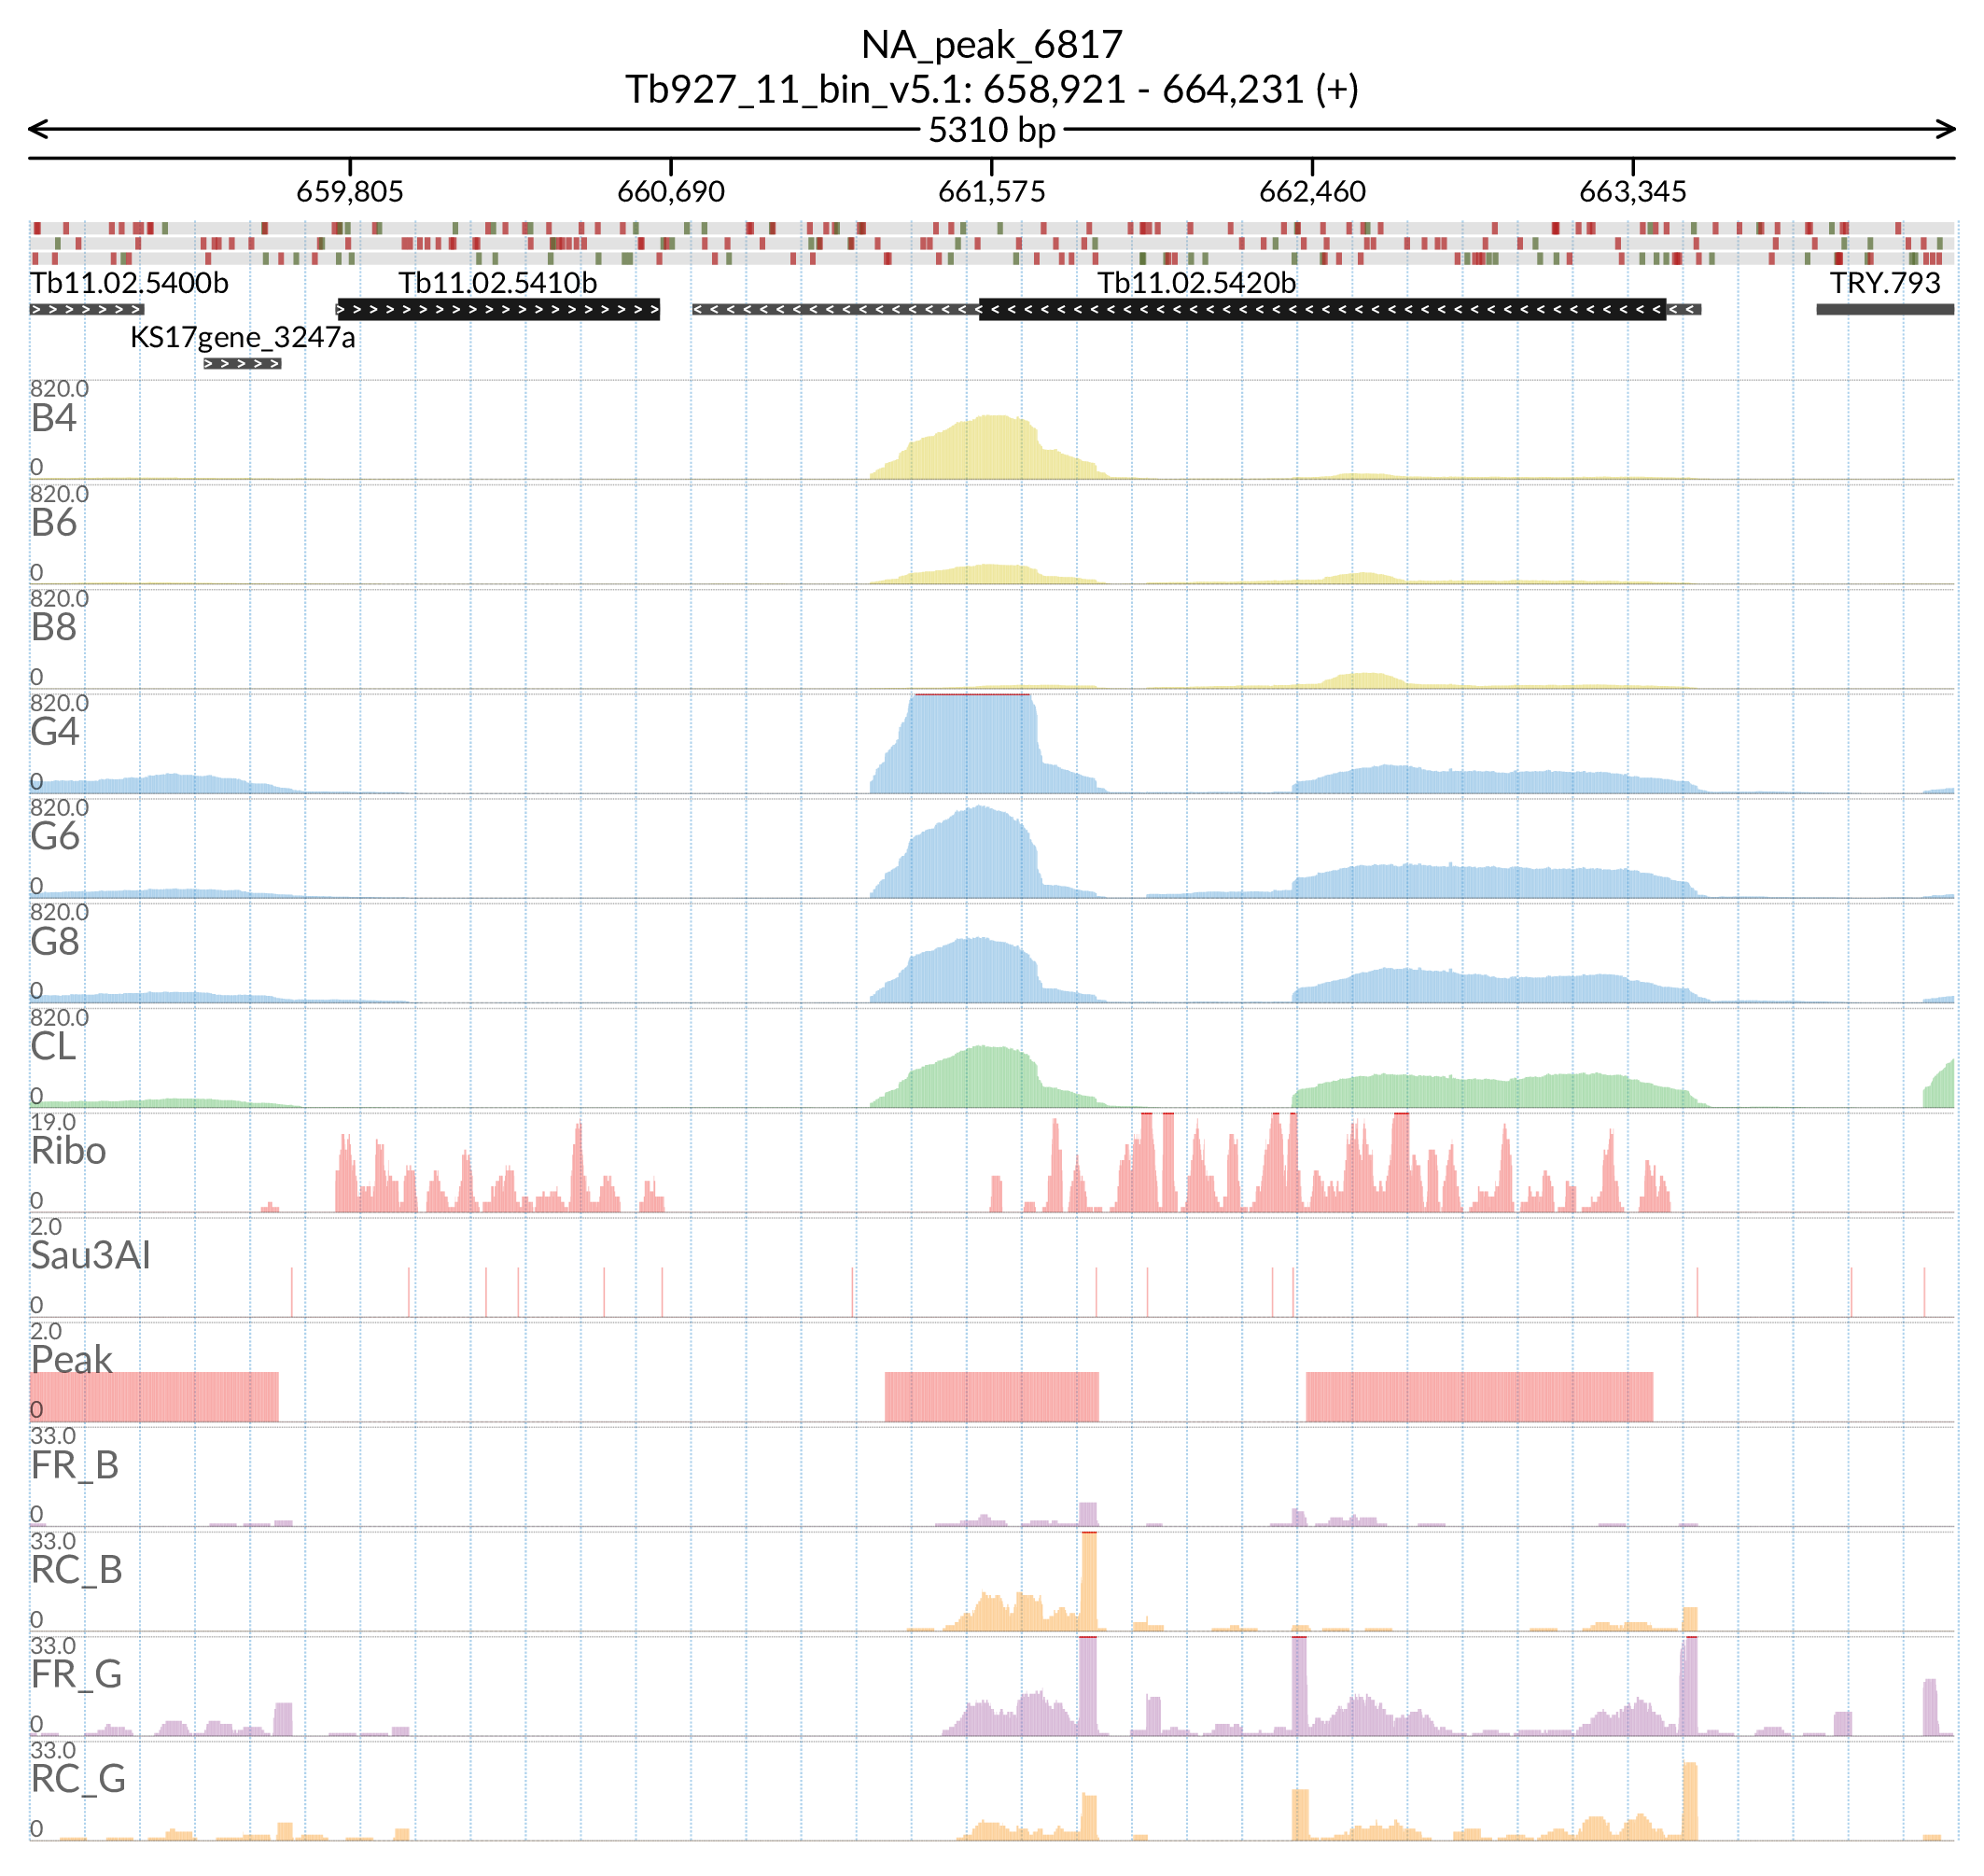 NA_peak_6817
Tb927_11_bin_v5.1: 658,921 - 664,231 (+)
5310 bp
659,805 660,690 661,575 662,460 663,345
Tb11.02.5400b Tb11.02.5410b Tb11.02.5420b TRY.793
KS17gene_3247a
820.0
B4
0
820.0
B6
0
820.0
B8
0
820.0
G4
0
820.0
G6
0
820.0
G8
0
820.0
CL
0
19.0
Ribo
0
2.0
Sau3AI
0
2.0
Peak
0
33.0
FR_B
0
33.0
RC_B
0
33.0
FR_G
0
33.0
RC_G
0